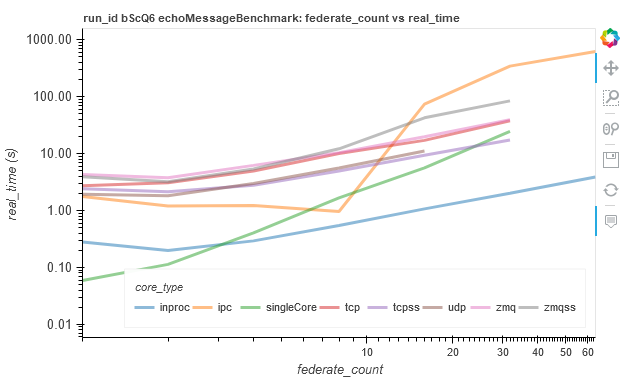 run_id bScQ6 echoMessageBenchmark: federate_count vs real_time
1000.00
100.00
10.00
1.00
0.10
0.01
real_time (s)
core_type
inproc ipc singleCore tcp tcpss udp zmq zmqss
10 20 30 40 50 60
federate_count